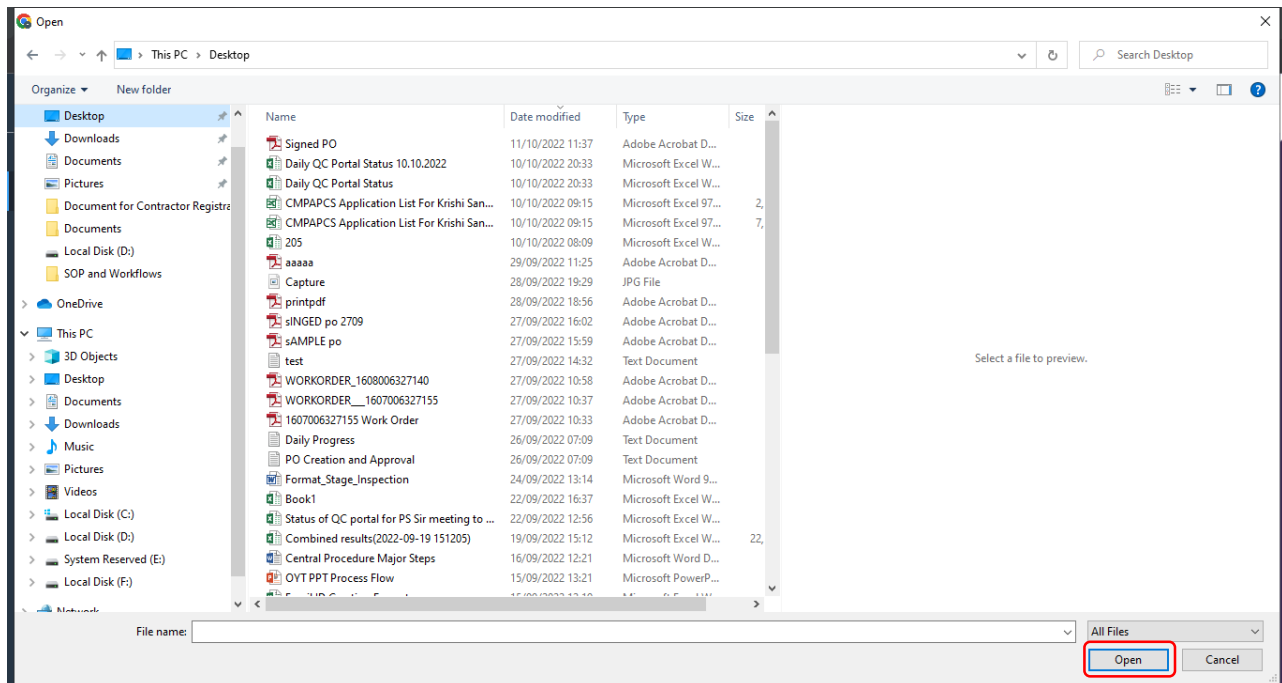 Open
This PC > Desktop
Search Desktop
Organize New folder
Desktop
Downloads
Documents
Pictures
Document for Contractor Registra
Documents
Local Disk (D:)
SOP and Workflows
OneDrive
This PC
3D Objects
Desktop
Documents
Downloads
Music
Pictures
Videos
Local Disk (C:)
Local Disk (D:)
System Reserved (E:)
Local Disk (F:)
Network
Name Date modified Type Size
Signed PO 11/10/2022 11:37 Adobe Acrobat D...
Daily QC Portal Status 10.10.2022 10/10/2022 20:33 Microsoft Excel W...
Daily QC Portal Status 10/10/2022 20:33 Microsoft Excel W...
CMPAPCS Application List For Krishi San... 10/10/2022 09:15 Microsoft Excel 97... 2,
CMPAPCS Application List For Krishi San... 10/10/2022 09:15 Microsoft Excel 97... 7,
205 10/10/2022 08:09 Microsoft Excel W...
aaaaa 29/09/2022 11:25 Adobe Acrobat D...
Capture 28/09/2022 19:29 JPG File
printpdf 28/09/2022 18:56 Adobe Acrobat D...
sINGED po 2709 27/09/2022 16:02 Adobe Acrobat D...
sAMPLE po 27/09/2022 15:59 Adobe Acrobat D...
test 27/09/2022 14:32 Text Document
WORKORDER_1608006327140 27/09/2022 10:58 Adobe Acrobat D...
WORKORDER__1607006327155 27/09/2022 10:37 Adobe Acrobat D...
1607006327155 Work Order 27/09/2022 10:33 Adobe Acrobat D...
Daily Progress 26/09/2022 07:09 Text Document
PO Creation and Approval 26/09/2022 07:09 Text Document
Format_Stage_Inspection 24/09/2022 13:14 Microsoft Word 9...
Book1 22/09/2022 16:37 Microsoft Excel W...
Status of QC portal for PS Sir meeting to ... 22/09/2022 12:56 Microsoft Excel W...
Combined results(2022-09-19 151205) 19/09/2022 15:12 Microsoft Excel W... 22,
Central Procedure Major Steps 16/09/2022 12:21 Microsoft Word D...
OYT PPT Process Flow 15/09/2022 13:21 Microsoft PowerP...
Select a file to preview.
File name: All Files
Open Cancel